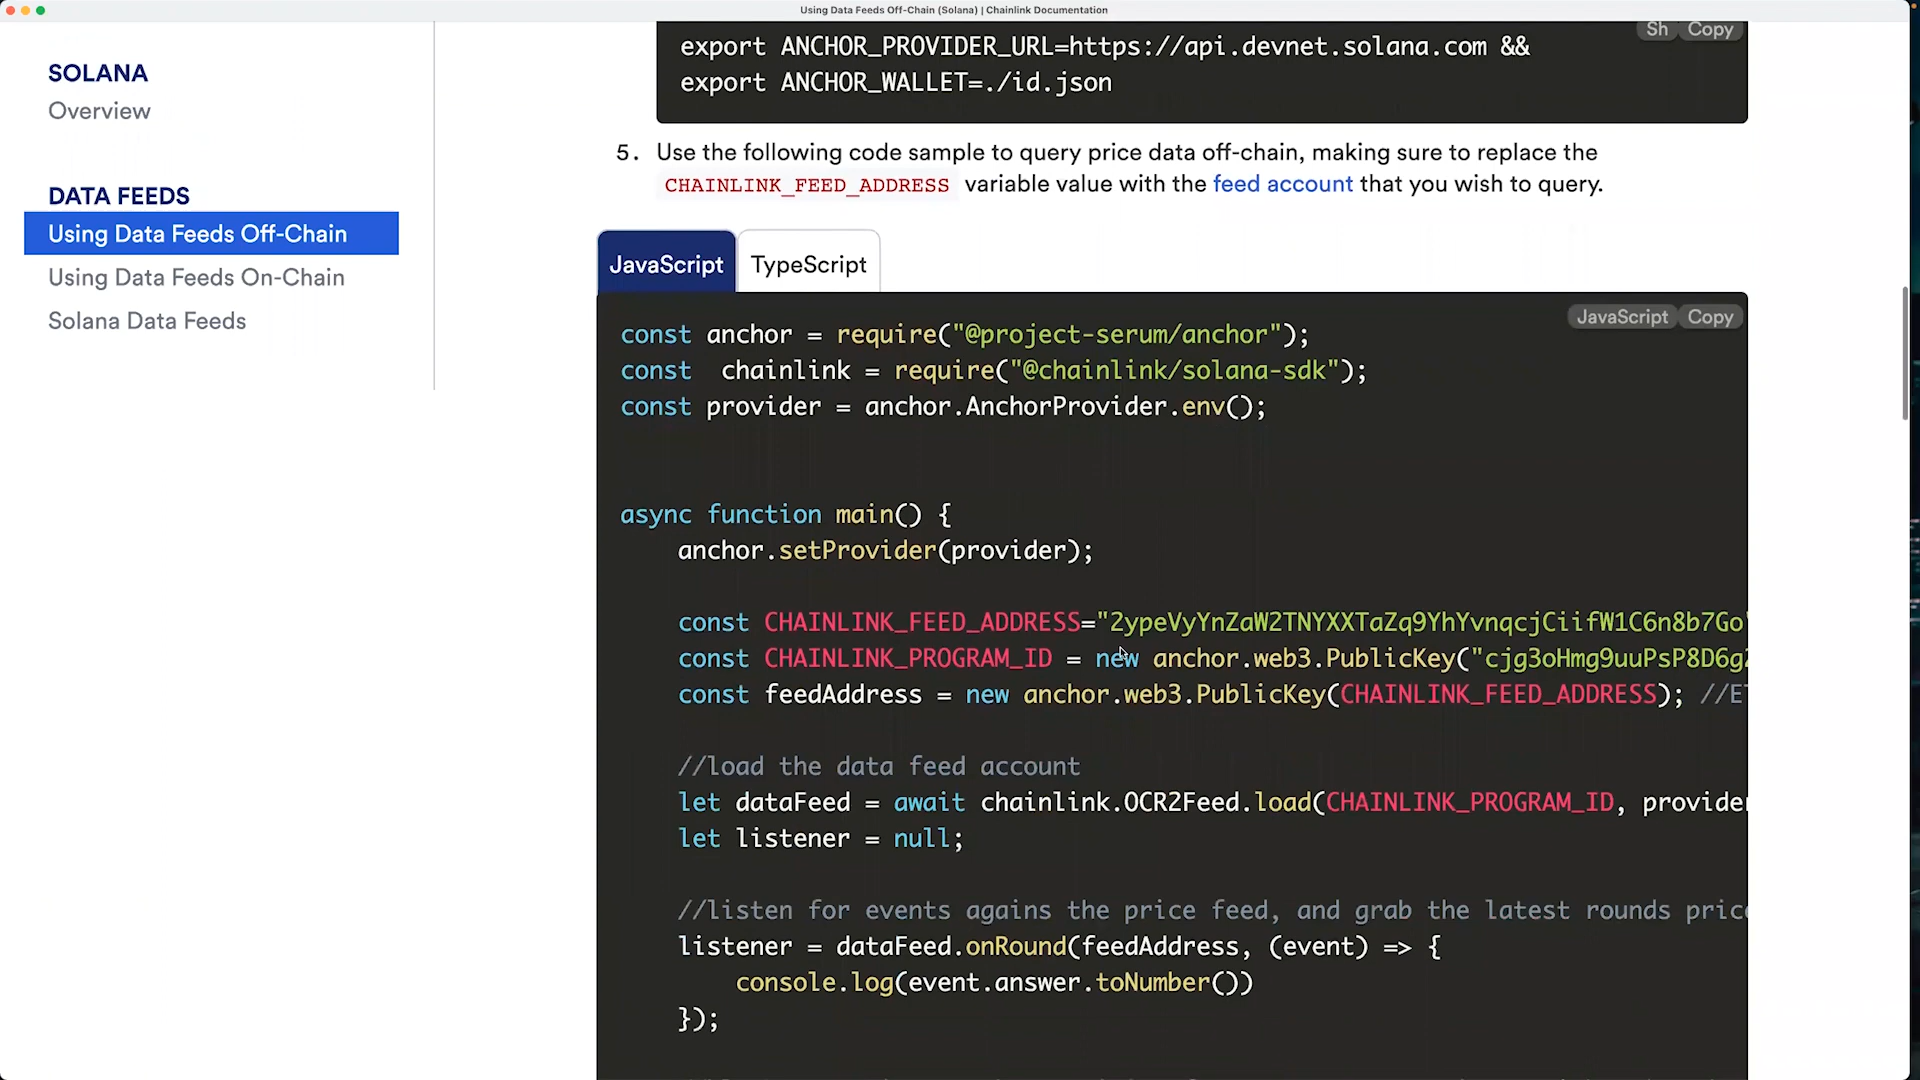 Using Data Feeds Off-Chain (Solana) | Chainlink Documentation
SOLANA
Overview
DATA FEEDS
Using Data Feeds Off-Chain
Using Data Feeds On-Chain
Solana Data Feeds
Sh Copy
export ANCHOR_PROVIDER_URL=https://api.devnet.solana.com &&
export ANCHOR_WALLET=./id.json
5. Use the following code sample to query price data off-chain, making sure to replace the
CHAINLINK_FEED_ADDRESS variable value with the feed account that you wish to query.
JavaScript TypeScript
JavaScript Copy
const anchor = require("@project-serum/anchor");
const  chainlink = require("@chainlink/solana-sdk");
const provider = anchor.AnchorProvider.env();
async function main() {
anchor.setProvider(provider);
const CHAINLINK_FEED_ADDRESS="2ypeVyYnZaW2TNYXXTaZq9YhYvnqcjCiifW1C6n8b7Go"
const CHAINLINK_PROGRAM_ID = new anchor.web3.PublicKey("cjg3oHmg9uuPsP8D6g2
const feedAddress = new anchor.web3.PublicKey(CHAINLINK_FEED_ADDRESS); //E
//load the data feed account
let dataFeed = await chainlink.OCR2Feed.load(CHAINLINK_PROGRAM_ID, provider
let listener = null;
//listen for events agains the price feed, and grab the latest rounds price
listener = dataFeed.onRound(feedAddress, (event) => {
console.log(event.answer.toNumber())
});